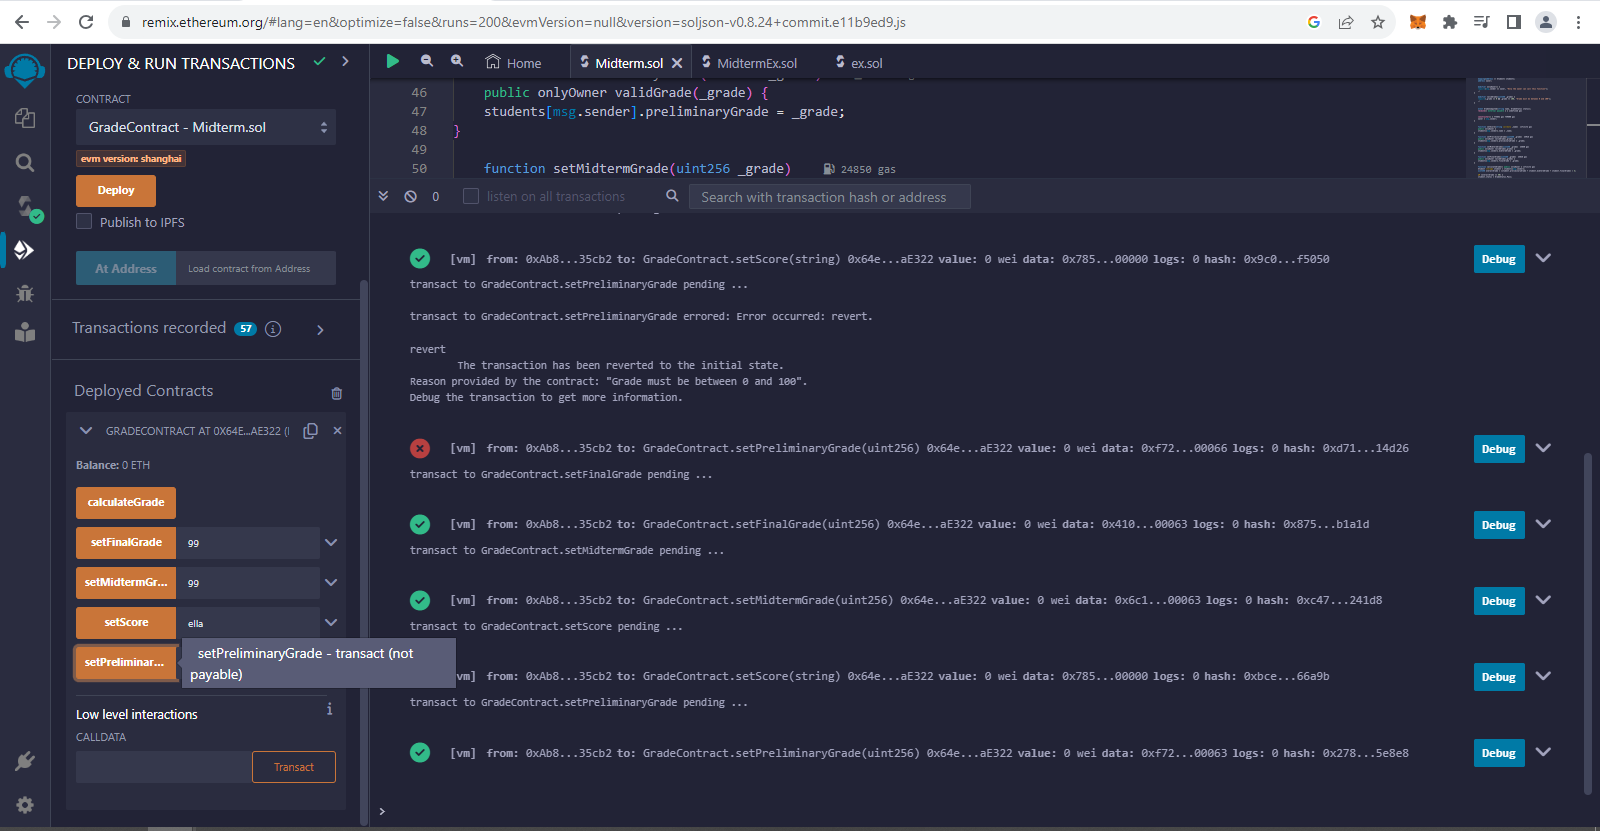 remix.ethereum.org/#lang=en&optimize=false&runs=200&evmVersion=null&version=soljson-v0.8.24+commit.e11b9ed9.js
DEPLOY & RUN TRANSACTIONS
CONTRACT
GradeContract - Midterm.sol
evm version: shanghai
Deploy
Publish to IPFS
At Address
Load contract from Address
Transactions recorded 57 i
Deployed Contracts
GRADECONTRACT AT 0X64E...AE322 (
Balance: 0 ETH
calculateGrade
setFinalGrade 99
setMidtermGr... 99
setScore ella
setPreliminar...
setPreliminaryGrade - transact (not
payable)
Low level interactions
CALLDATA
Transact
Home
Midterm.sol
MidtermEx.sol
ex.sol
46 public onlyOwner validGrade(_grade) {
47 students[msg.sender].preliminaryGrade = _grade;
48 }
49
50 function setMidtermGrade(uint256 _grade) 24850 gas
0 listen on all transactions Search with transaction hash or address
[vm] from: 0xAb8...35cb2 to: GradeContract.setScore(string) 0x64e...aE322 value: 0 wei data: 0x785...00000 logs: 0 hash: 0x9c0...f5050 Debug
transact to GradeContract.setPreliminaryGrade pending ...
transact to GradeContract.setPreliminaryGrade errored: Error occurred: revert.
revert
The transaction has been reverted to the initial state.
Reason provided by the contract: "Grade must be between 0 and 100".
Debug the transaction to get more information.
[vm] from: 0xAb8...35cb2 to: GradeContract.setPreliminaryGrade(uint256) 0x64e...aE322 value: 0 wei data: 0xf72...00066 logs: 0 hash: 0xd71...14d26 Debug
transact to GradeContract.setFinalGrade pending ...
[vm] from: 0xAb8...35cb2 to: GradeContract.setFinalGrade(uint256) 0x64e...aE322 value: 0 wei data: 0x410...00063 logs: 0 hash: 0x875...b1a1d Debug
transact to GradeContract.setMidtermGrade pending ...
[vm] from: 0xAb8...35cb2 to: GradeContract.setMidtermGrade(uint256) 0x64e...aE322 value: 0 wei data: 0x6c1...00063 logs: 0 hash: 0xc47...241d8 Debug
transact to GradeContract.setScore pending ...
vm] from: 0xAb8...35cb2 to: GradeContract.setScore(string) 0x64e...aE322 value: 0 wei data: 0x785...00000 logs: 0 hash: 0xbce...66a9b Debug
transact to GradeContract.setPreliminaryGrade pending ...
[vm] from: 0xAb8...35cb2 to: GradeContract.setPreliminaryGrade(uint256) 0x64e...aE322 value: 0 wei data: 0xf72...00063 logs: 0 hash: 0x278...5e8e8 Debug
>